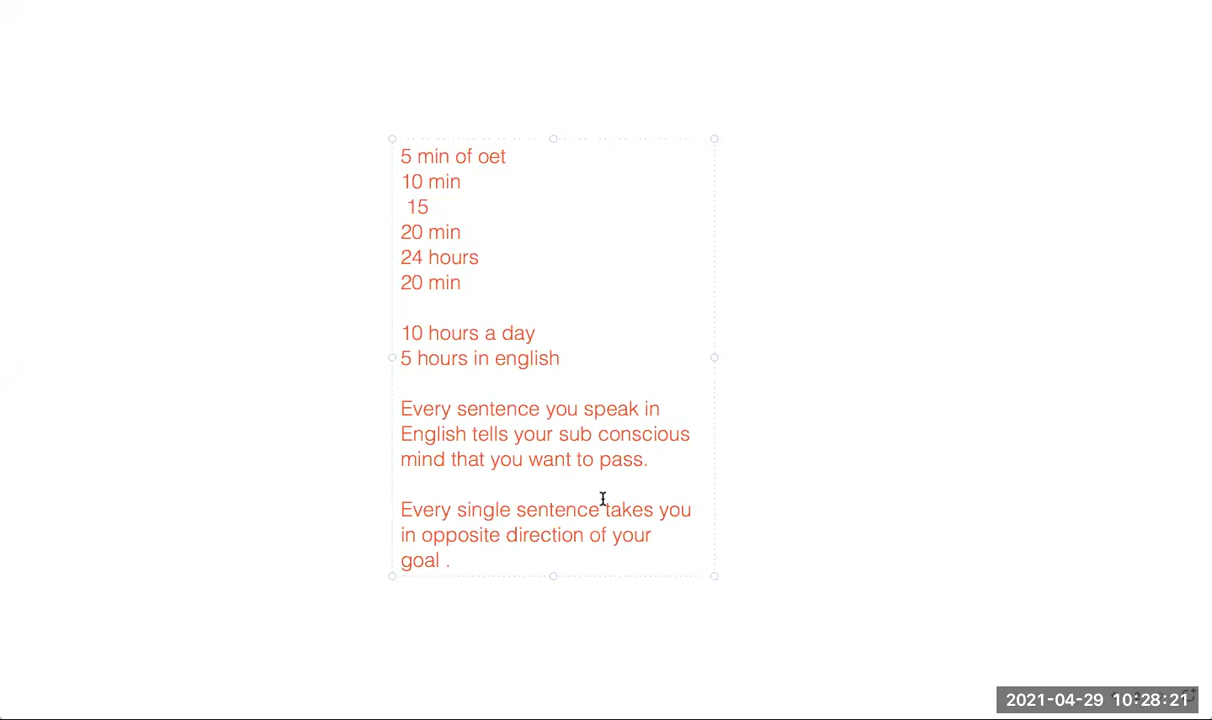 5 min of oet
10 min
15
20 min
24 hours
20 min
10 hours a day
5 hours in english
Every sentence you speak in
English tells your sub conscious
mind that you want to pass.
Every single sentence takes you
in opposite direction of your
goal .
2021-04-29 10:28:21